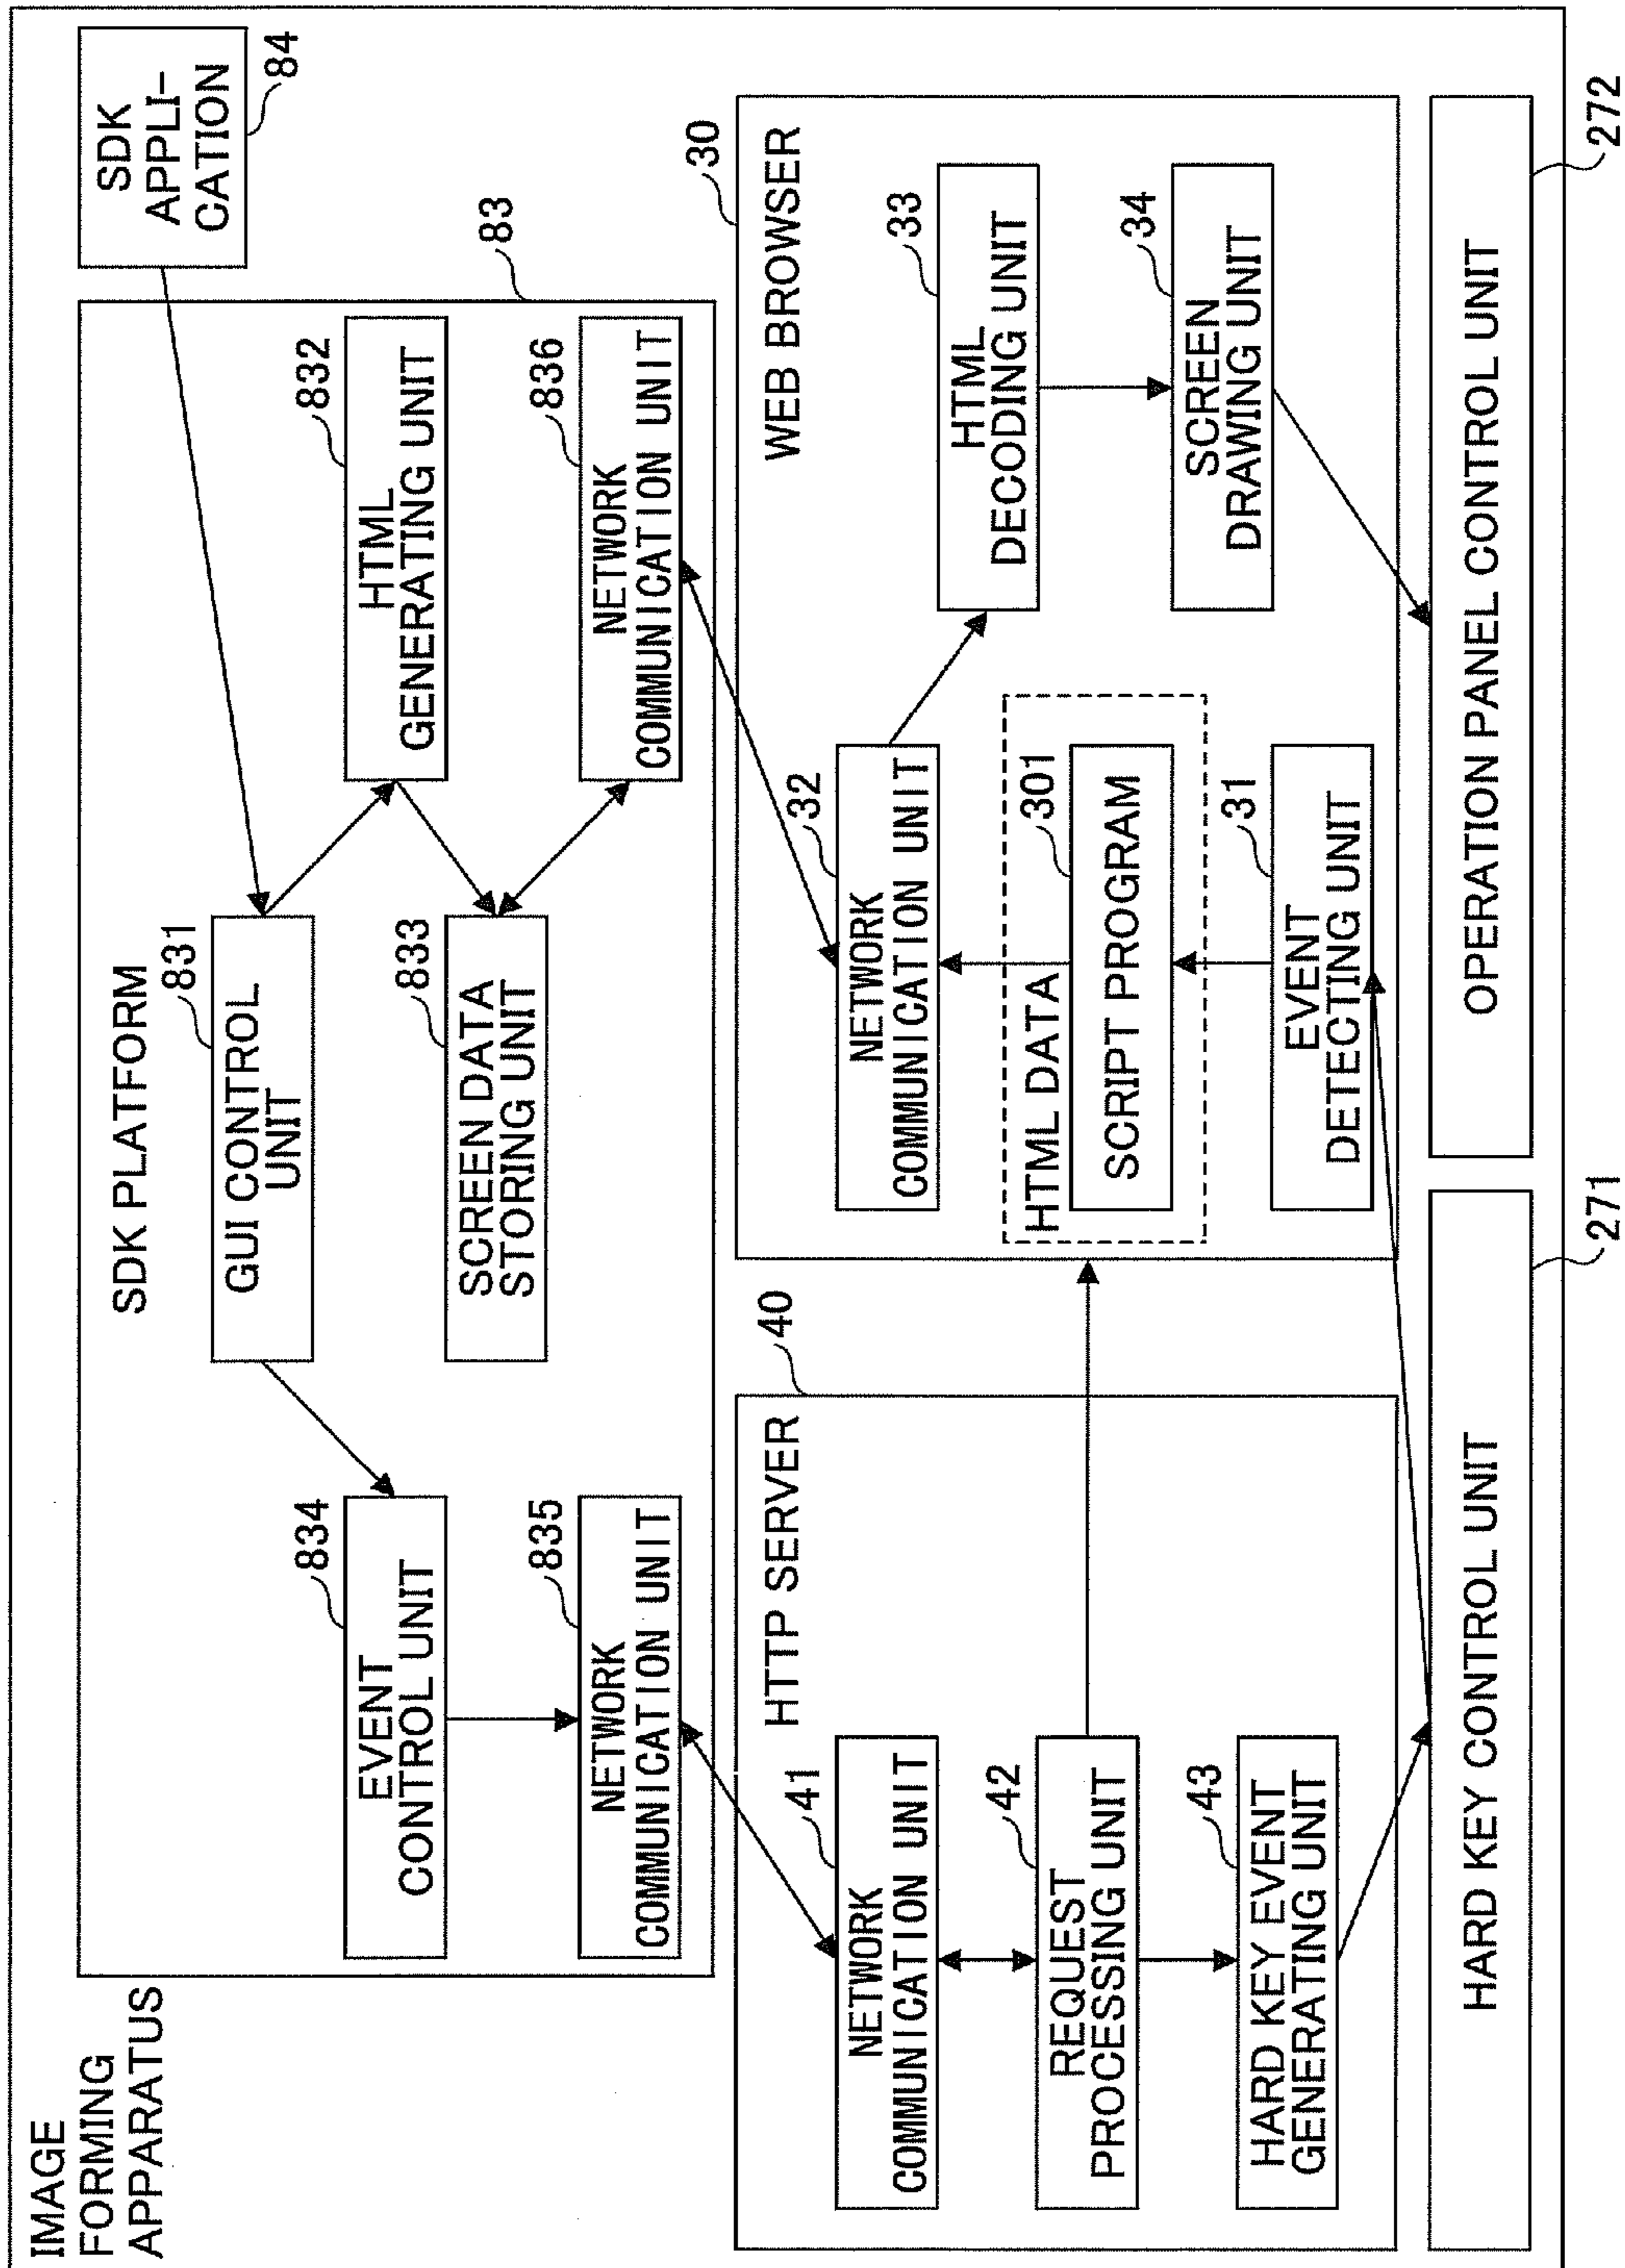 IMAGE
FORMING
APPARATUS
SDK
APPLI-
CATION
84
SDK PLATFORM
83
GUI CONTROL
UNIT
831
EVENT
CONTROL UNIT
834
HTML
GENERATING UNIT
832
SCREEN DATA
STORING UNIT
833
NETWORK
COMMUNICATION UNIT
835
NETWORK
COMMUNICATION UNIT
836
HTTP SERVER
40
NETWORK
COMMUNICATION UNIT
41
REQUEST
PROCESSING UNIT
42
HARD KEY EVENT
GENERATING UNIT
43
WEB BROWSER
30
NETWORK
COMMUNICATION UNIT
32
HTML DATA
SCRIPT PROGRAM
301
EVENT
DETECTING UNIT
31
HTML
DECODING UNIT
33
SCREEN
DRAWING UNIT
34
HARD KEY CONTROL UNIT
271
OPERATION PANEL CONTROL UNIT
272